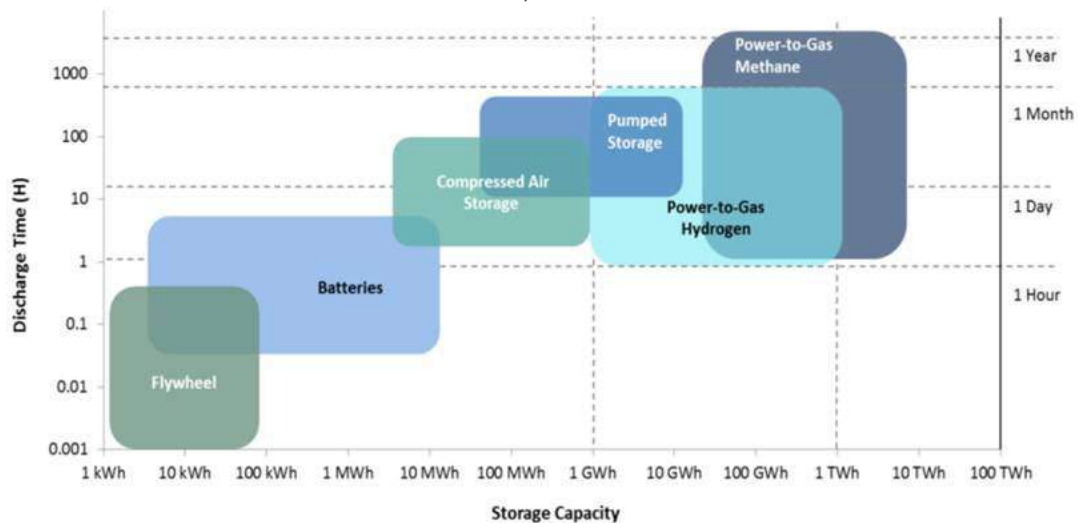 Power-to-Gas
Methane
1 Year
1000
1 Month
Pumped
Storage
100
Compressed Air
Storage
10
Power-to-Gas
Hydrogen
1 Day
1
Batteries
1 Hour
0.1
Flywheel
0.01
0.001
Discharge Time (H)
1 kWh 10 kWh 100 kWh 1 MWh 10 MWh 100 MWh 1 GWh 10 GWh 100 GWh 1 TWh 10 TWh 100 TWh
Storage Capacity